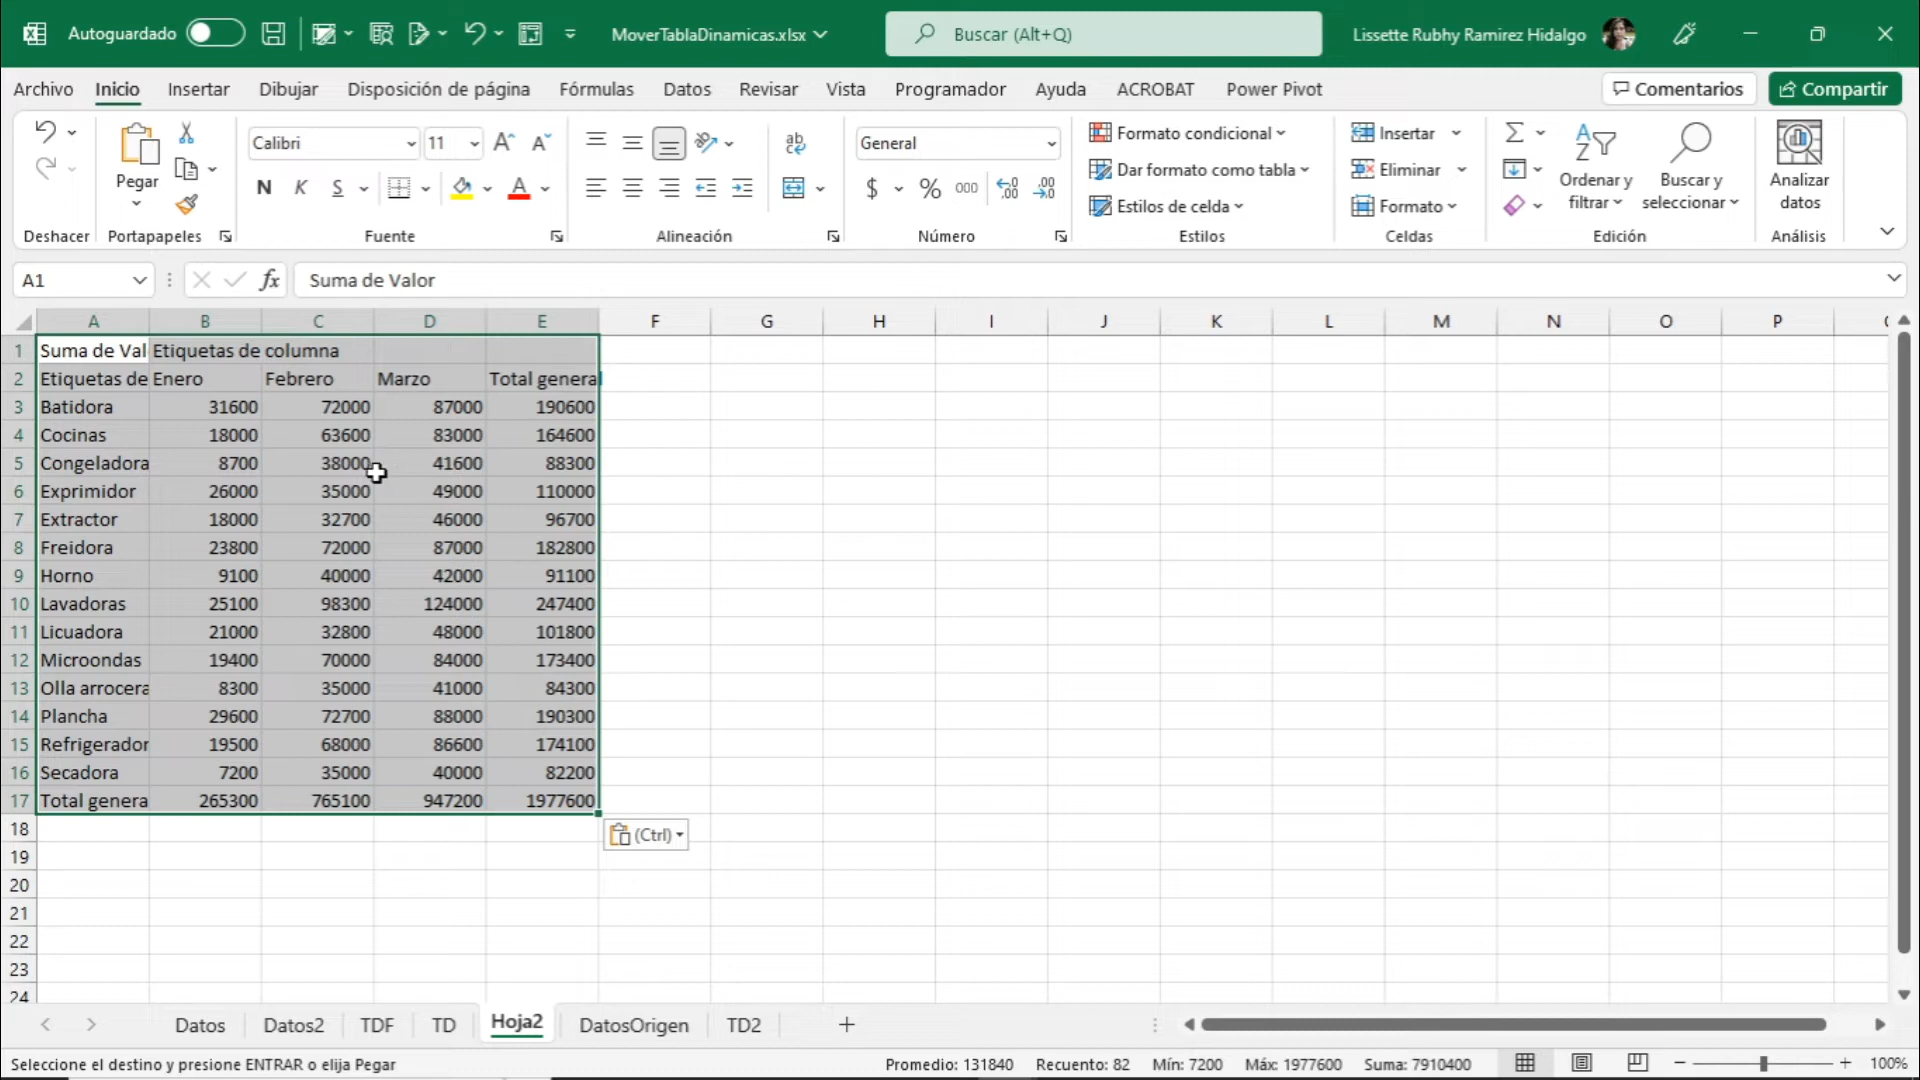 Autoguardado MoverTablaDinamicas.xlsx Buscar (Alt+Q) Lissette Rubhy Ramirez Hidalgo
Archivo Inicio Insertar Dibujar Disposición de página Fórmulas Datos Revisar Vista Programador Ayuda ACROBAT Power Pivot Comentarios Compartir
Pegar
Calibri 11
N K S
ab
General
$ % 000
Formato condicional
Dar formato como tabla
Estilos de celda
Insertar
Eliminar
Formato
Ordenar y filtrar
Buscar y seleccionar
Analizar datos
Deshacer Portapapeles Fuente Alineación Número Estilos Celdas Edición Análisis
A1 fx Suma de Valor
A B C D E F G H I J K L M N O P
1 Suma de Val Etiquetas de columna
2 Etiquetas de Enero Febrero Marzo Total general
3 Batidora 31600 72000 87000 190600
4 Cocinas 18000 63600 83000 164600
5 Congeladora 8700 38000 41600 88300
6 Exprimidor 26000 35000 49000 110000
7 Extractor 18000 32700 46000 96700
8 Freidora 23800 72000 87000 182800
9 Horno 9100 40000 42000 91100
10 Lavadoras 25100 98300 124000 247400
11 Licuadora 21000 32800 48000 101800
12 Microondas 19400 70000 84000 173400
13 Olla arrocera 8300 35000 41000 84300
14 Plancha 29600 72700 88000 190300
15 Refrigerador 19500 68000 86600 174100
16 Secadora 7200 35000 40000 82200
17 Total genera 265300 765100 947200 1977600
18 (Ctrl)
19
20
21
22
23
24
Datos Datos2 TDF TD Hoja2 DatosOrigen TD2
Seleccione el destino y presione ENTRAR o elija Pegar Promedio: 131840 Recuento: 82 Mín: 7200 Máx: 1977600 Suma: 7910400 100%